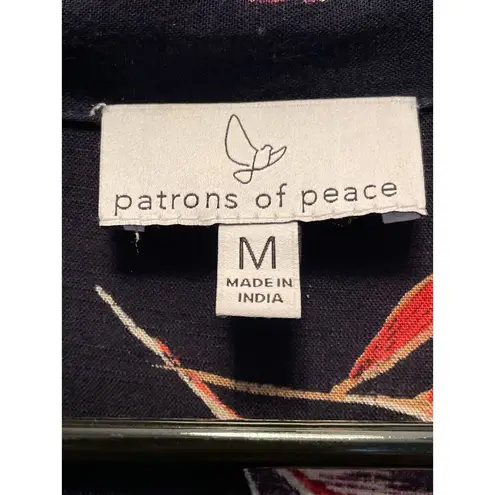 patrons of peace
M
MADE IN
INDIA